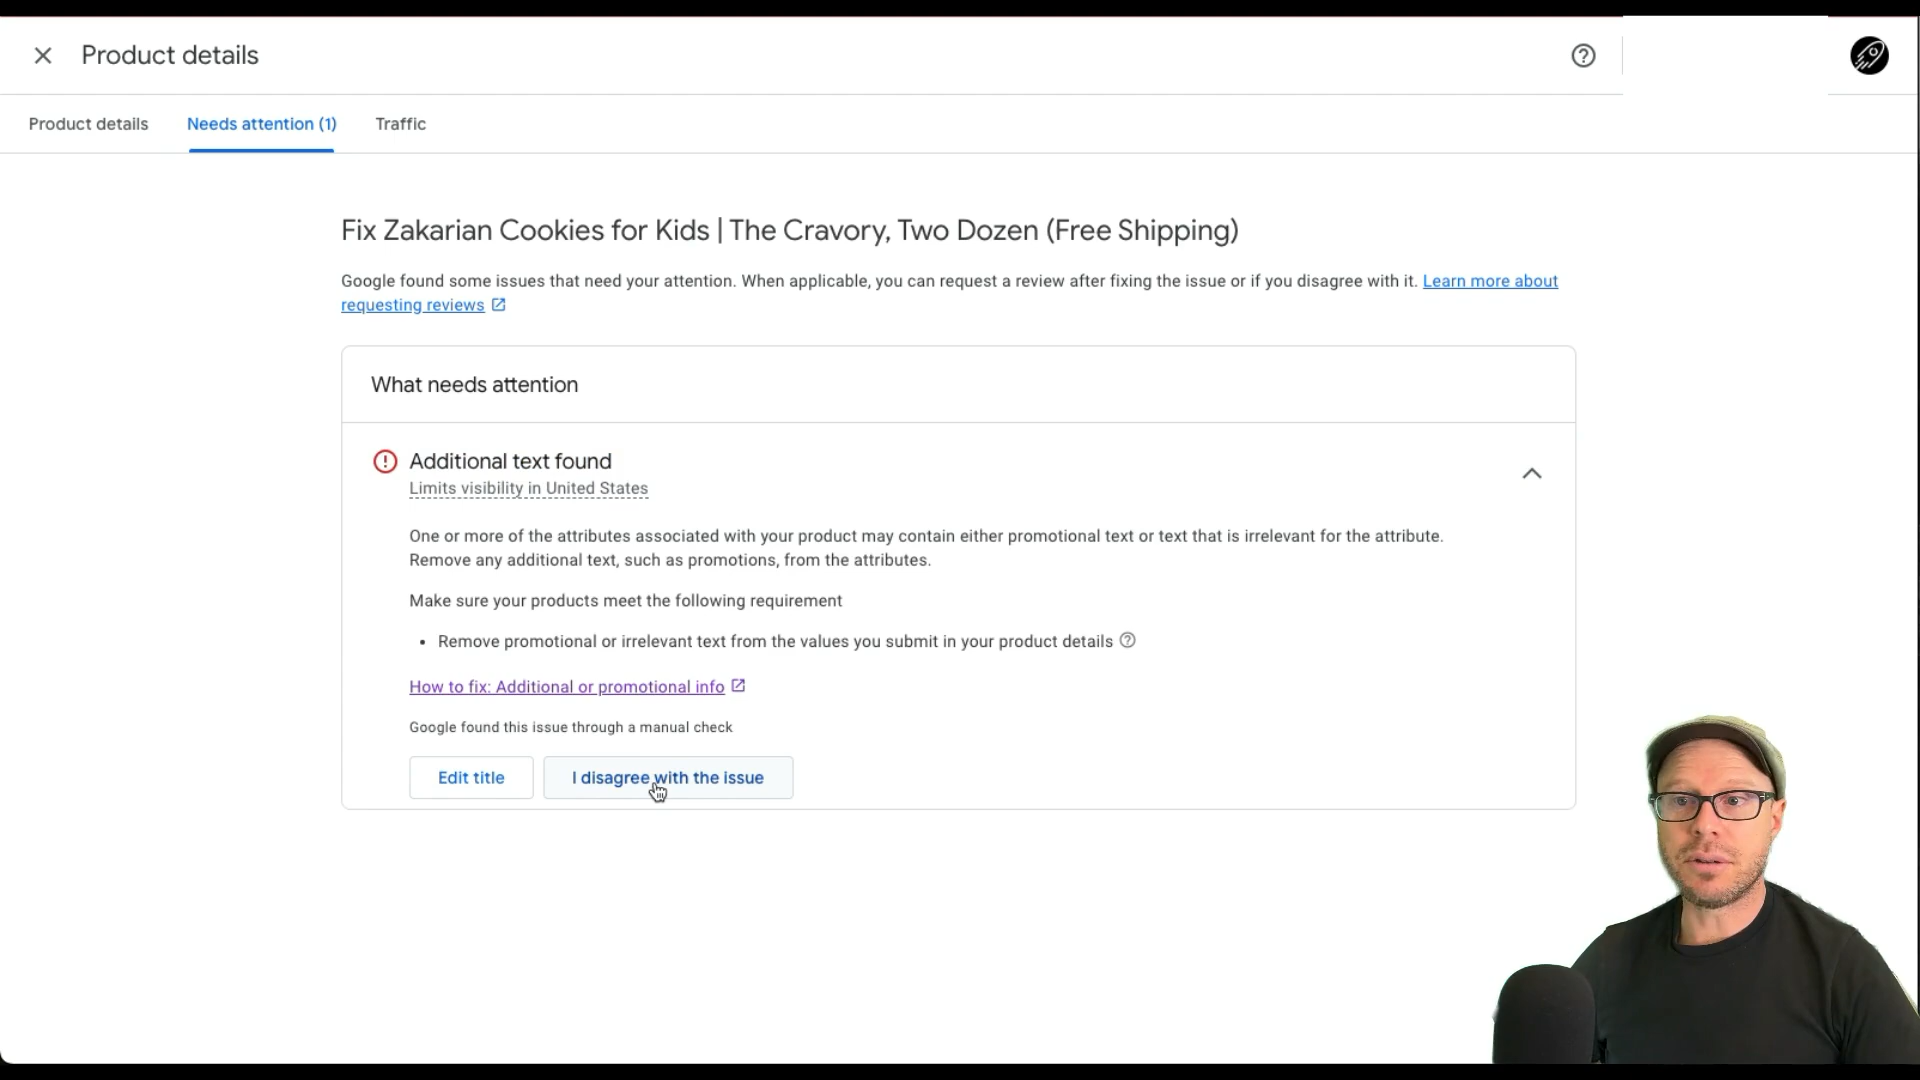 Product details
Product details
Needs attention (1)
Traffic
Fix Zakarian Cookies for Kids | The Cravory, Two Dozen (Free Shipping)
Google found some issues that need your attention. When applicable, you can request a review after fixing the issue or if you disagree with it. Learn more about
requesting reviews
What needs attention
Additional text found
Limits visibility in United States
One or more of the attributes associated with your product may contain either promotional text or text that is irrelevant for the attribute.
Remove any additional text, such as promotions, from the attributes.
Make sure your products meet the following requirement
• Remove promotional or irrelevant text from the values you submit in your product details
How to fix: Additional or promotional info
Google found this issue through a manual check
Edit title
I disagree with the issue